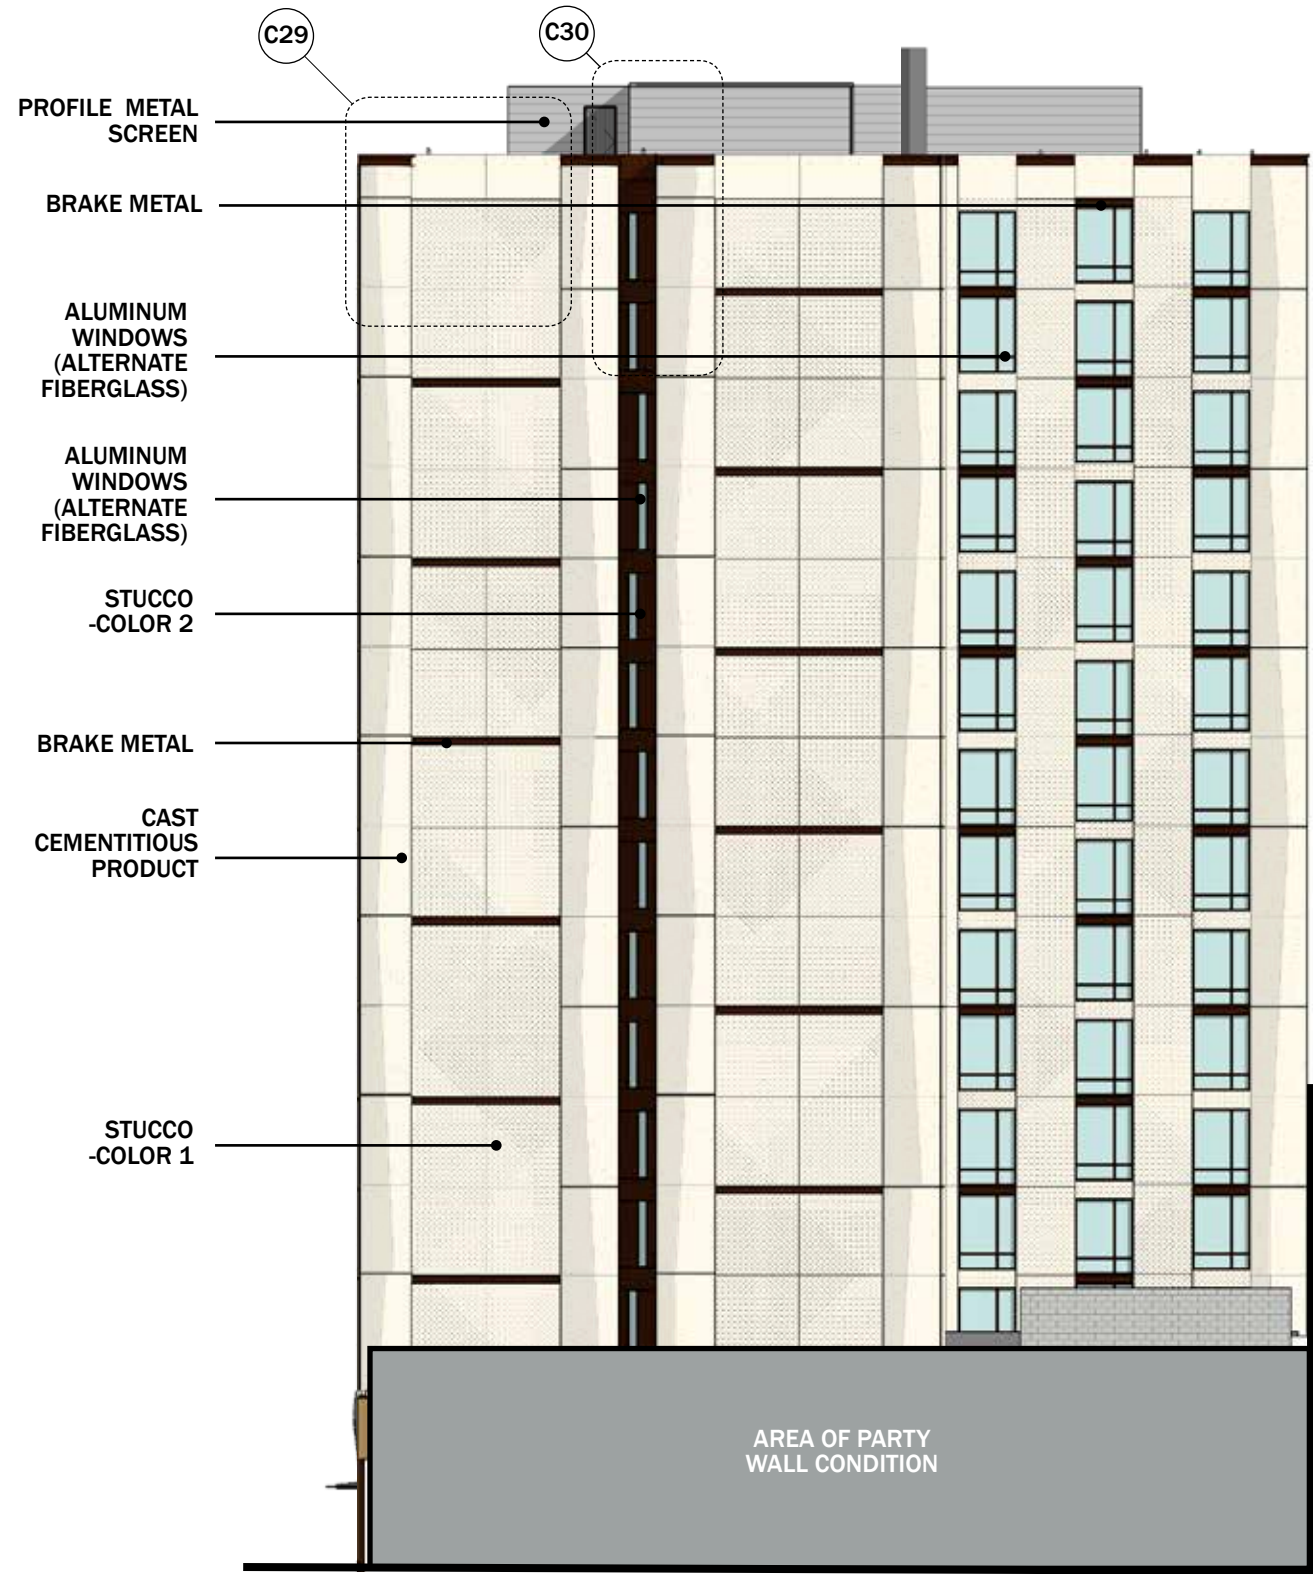 C29
C30
PROFILE METAL
SCREEN
BRAKE METAL
ALUMINUM
WINDOWS
(ALTERNATE
FIBERGLASS)
ALUMINUM
WINDOWS
(ALTERNATE
FIBERGLASS)
STUCCO
-COLOR 2
BRAKE METAL
CAST
CEMENTITIOUS
PRODUCT
STUCCO
-COLOR 1
AREA OF PARTY
WALL CONDITION